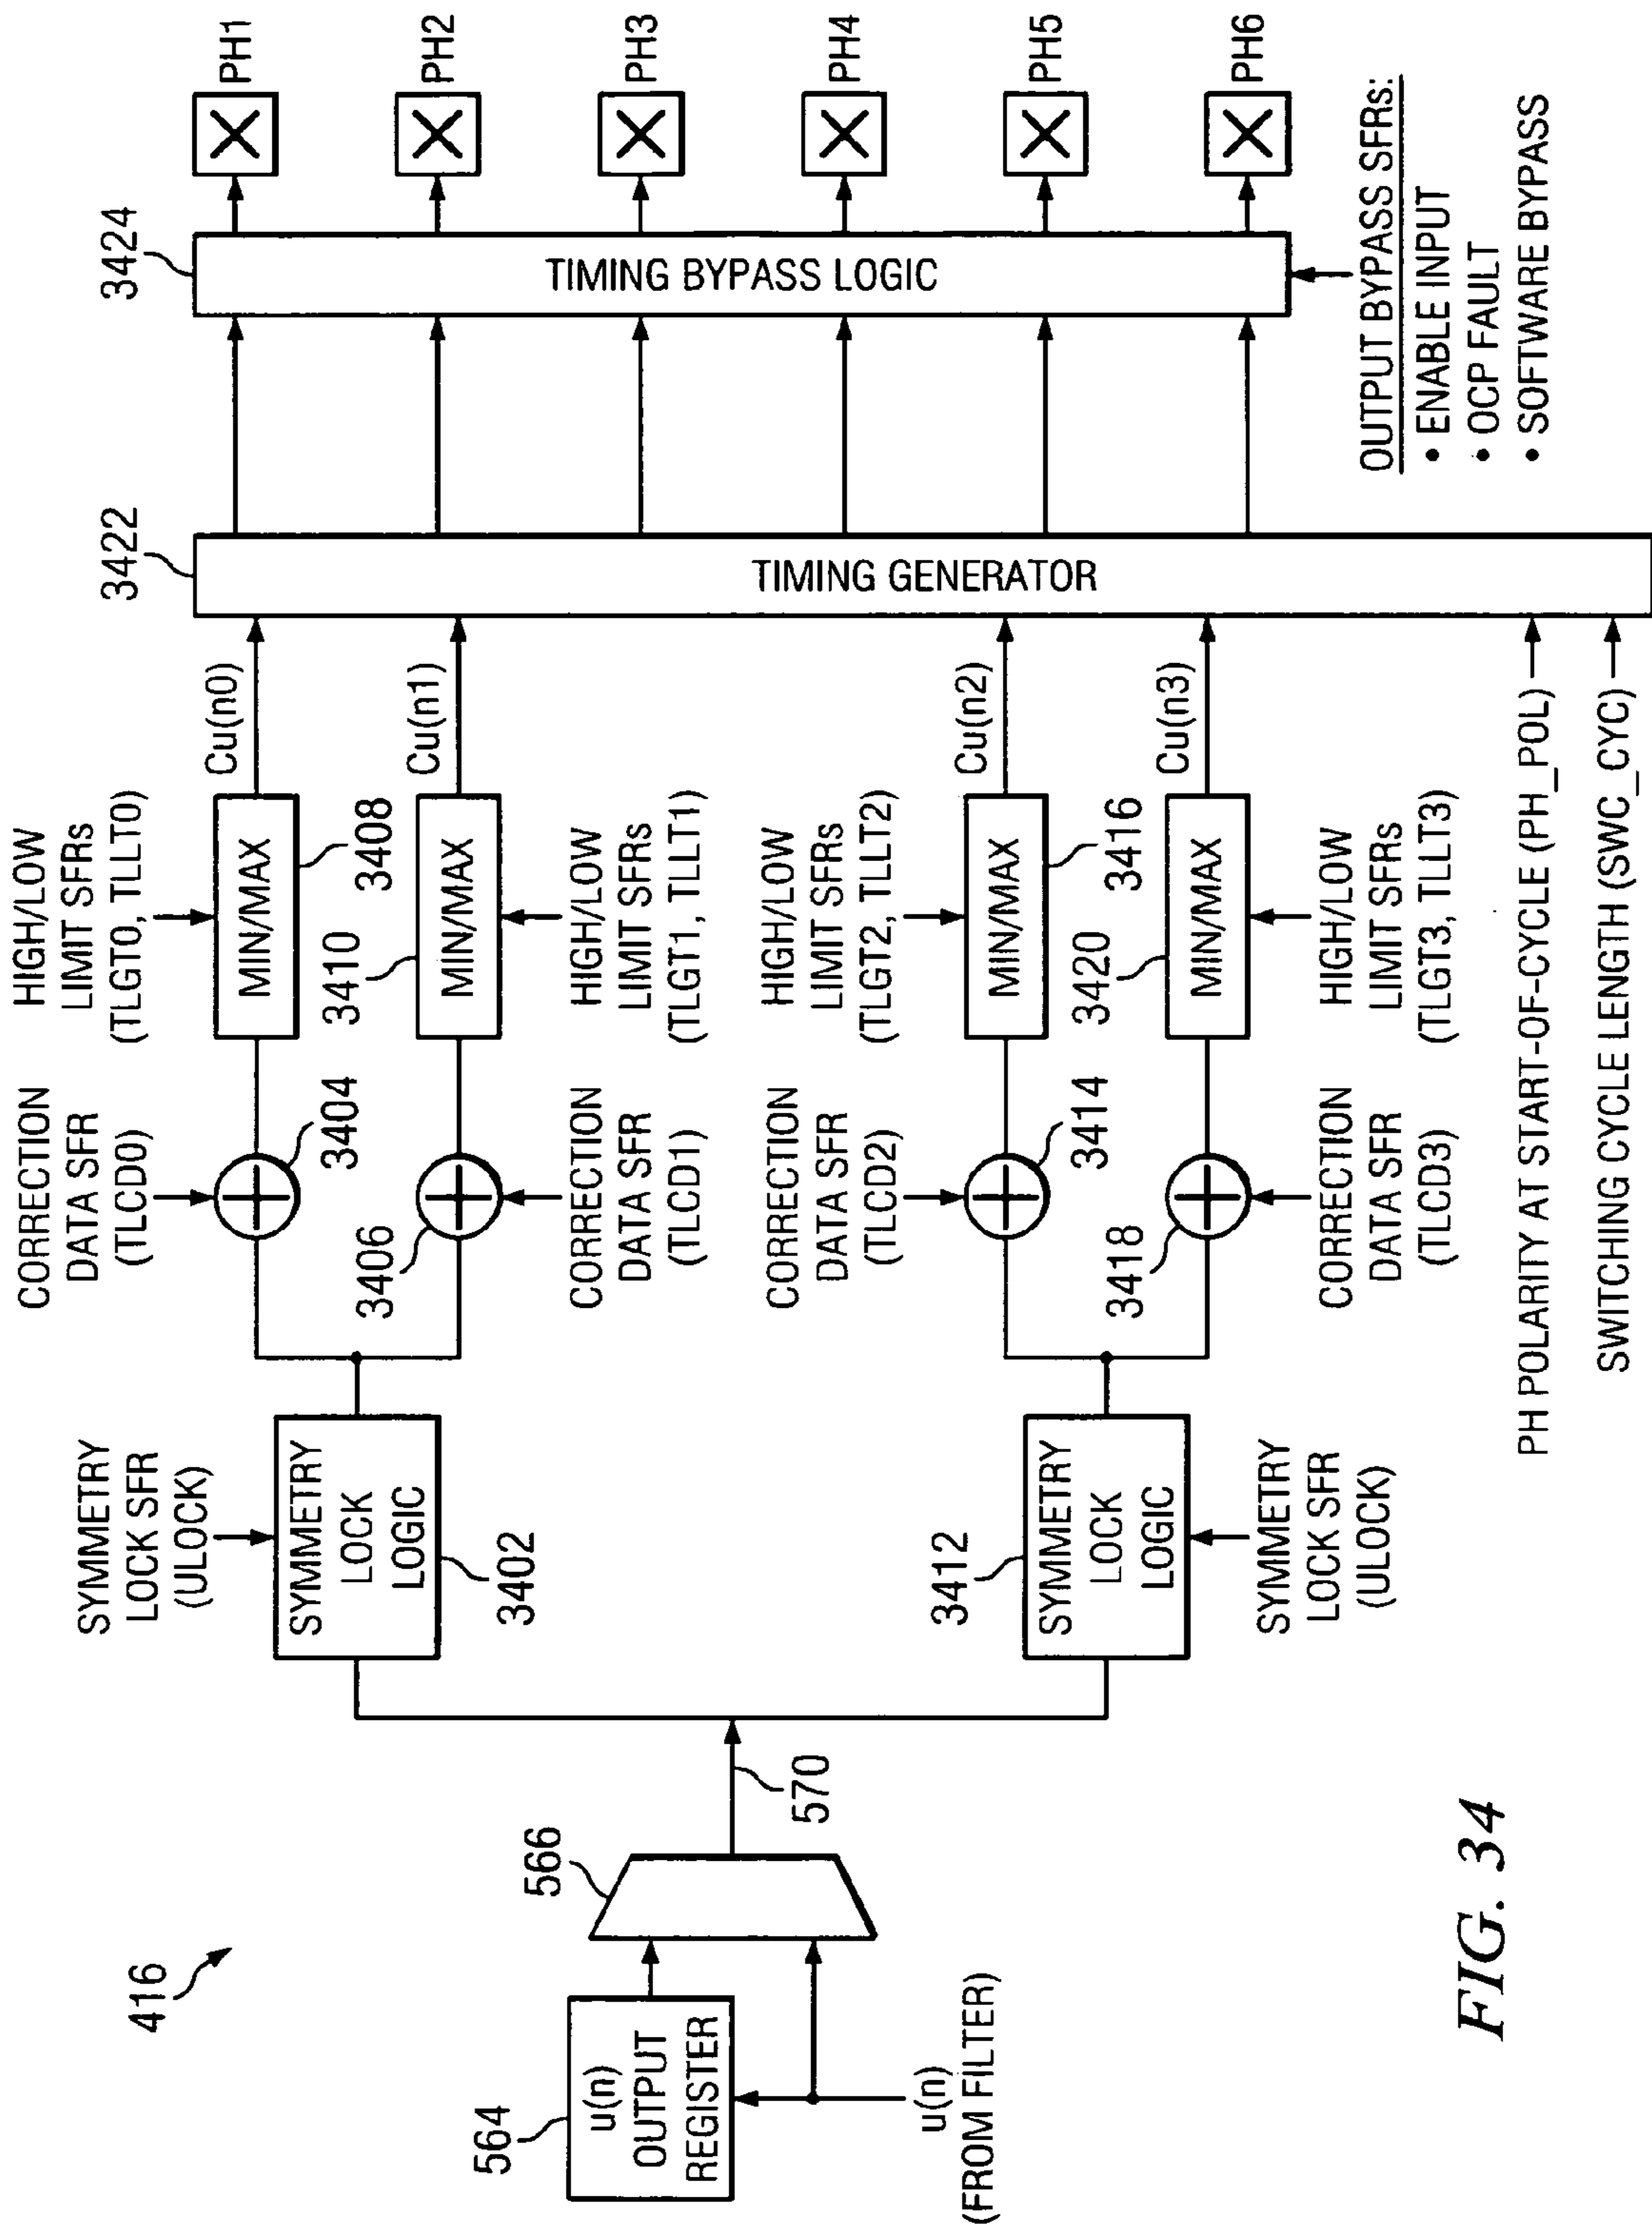 416
564
u(n)
OUTPUT
REGISTER
u(n)
(FROM FILTER)
566
570
SYMMETRY
LOCK SFR
(ULOCK)
SYMMETRY
LOCK
LOGIC
3402
3412
SYMMETRY
LOCK
LOGIC
SYMMETRY
LOCK SFR
(ULOCK)
CORRECTION
DATA SFR
(TLCD0)
3404
3406
CORRECTION
DATA SFR
(TLCD1)
CORRECTION
DATA SFR
(TLCD2)
3414
3418
CORRECTION
DATA SFR
(TLCD3)
HIGH/LOW
LIMIT SFRs
(TLGT0, TLLT0)
MIN/MAX
3408
3410
MIN/MAX
HIGH/LOW
LIMIT SFRs
(TLGT1, TLLT1)
HIGH/LOW
LIMIT SFRs
(TLGT2, TLLT2)
MIN/MAX
3416
3420
MIN/MAX
HIGH/LOW
LIMIT SFRs
(TLGT3, TLLT3)
Cu(n0)
Cu(n1)
Cu(n2)
Cu(n3)
PH POLARITY AT START-OF-CYCLE (PH_POL)
SWITCHING CYCLE LENGTH (SWC_CYC)
3422
TIMING GENERATOR
3424
TIMING BYPASS LOGIC
PH1
PH2
PH3
PH4
PH5
PH6
OUTPUT BYPASS SFRs:
• ENABLE INPUT
• OCP FAULT
• SOFTWARE BYPASS
FIG. 34